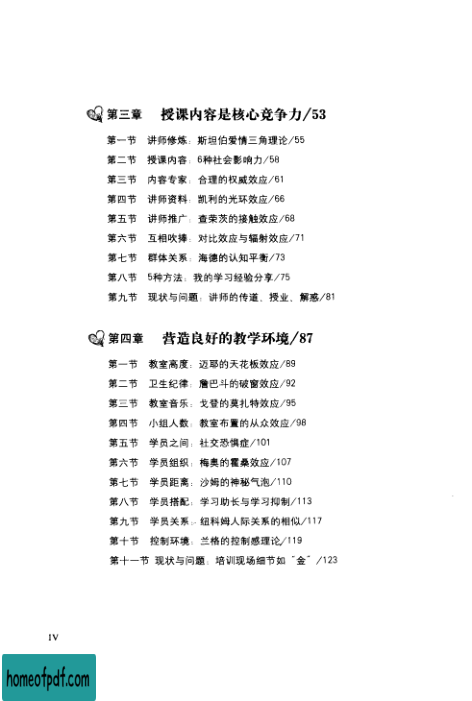 第三章 授课内容是核心竞争力/53
第一节 讲师修炼：斯坦伯爱情三角理论/55
第二节 授课内容：6种社会影响力/58
第三节 内容专家：合理的权威效应/61
第四节 讲师资料：凯利的光环效应/66
第五节 讲师推广：查荣茨的接触效应/68
第六节 互相吹捧：对比效应与辐射效应/71
第七节 群体关系：海德的认知平衡/73
第八节 5种方法：我的学习经验分享/75
第九节 现状与问题：讲师的传道、授业、解惑/81
第四章 营造良好的教学环境/87
第一节 教室高度：迈耶的天花板效应/89
第二节 卫生纪律：詹巴斗的破窗效应/92
第三节 教室音乐：戈登的莫扎特效应/95
第四节 小组人数：教室布置的从众效应/98
第五节 学员之间：社交恐惧症/101
第六节 学员组织：梅奥的霍桑效应/107
第七节 学员距离：沙姆的神秘气泡/110
第八节 学员搭配：学习助长与学习抑制/113
第九节 学员关系：纽科姆人际关系的相似/117
第十节 控制环境：兰格的控制感理论/119
第十一节 现状与问题：培训现场细节如“金”/123
IV
homeofpdf.com